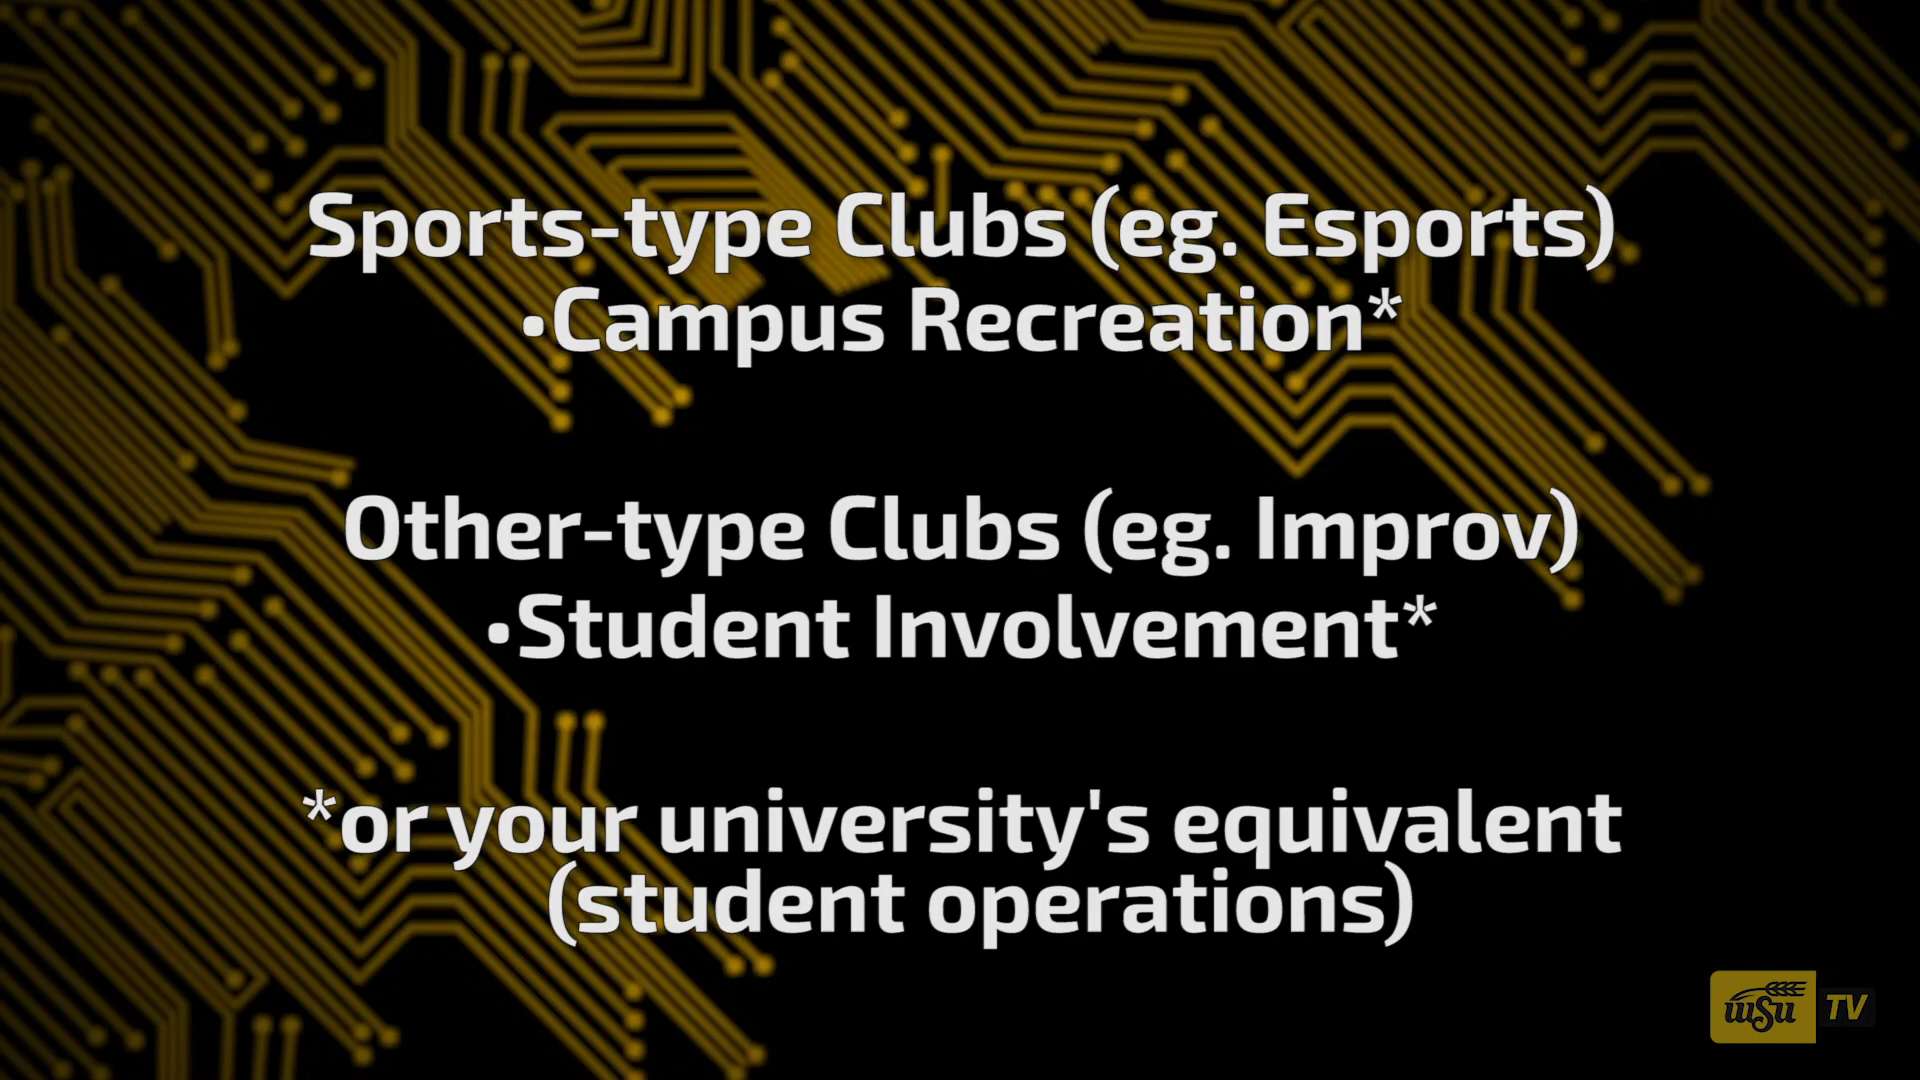 Sports-type Clubs (eg. Esports)
•Campus Recreation*
Other-type Clubs (eg. Improv)
•Student Involvement*
*or your university's equivalent
(student operations)
WSU TV